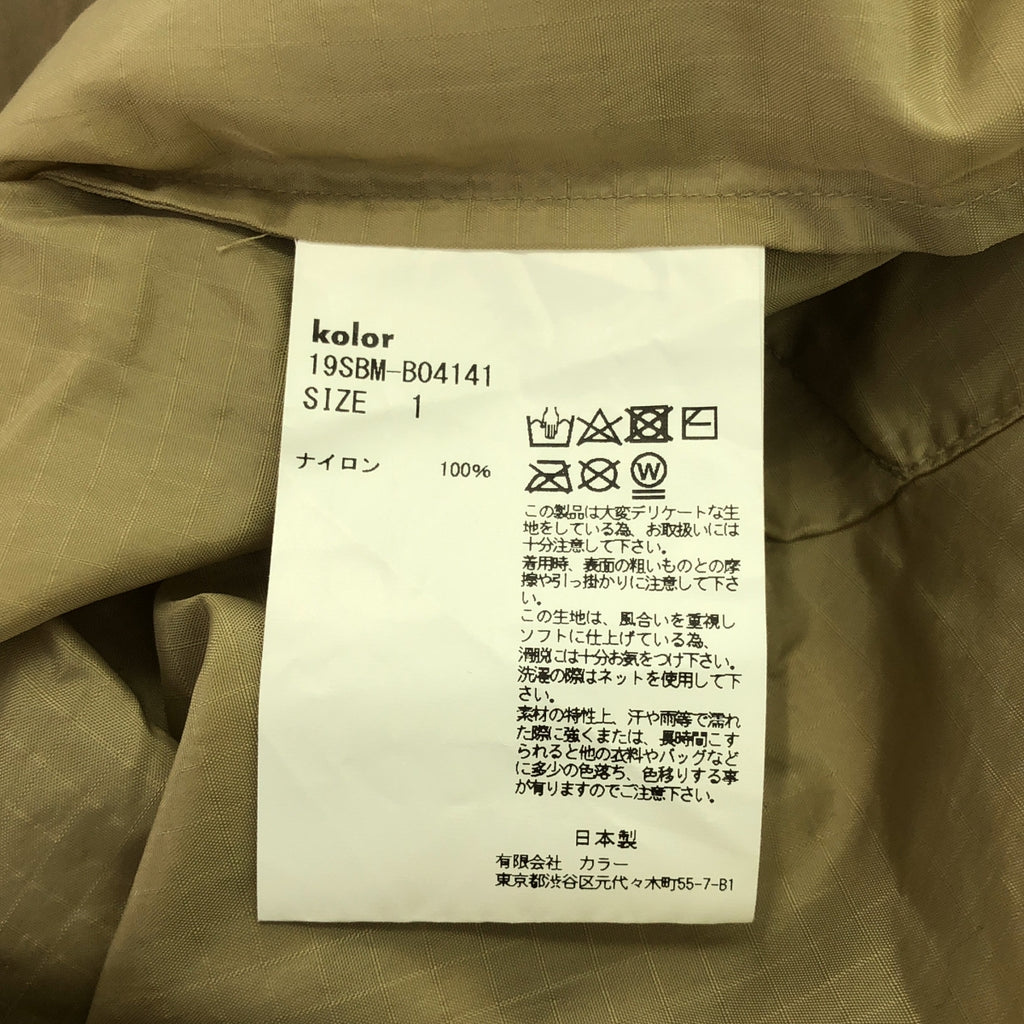 kolor
19SBM-B04141
SIZE 1
ナイロン 100%
この製品は大変デリケートな生
地をしている為、お取扱いには
十分注意して下さい。
着用時、表面の粗いものとの摩
擦や引っ掛かりに注意して下さ
い。
この生地は、風合いを重視し
ソフトに仕上げている為、
滑脱には十分お気をつけ下さい。
洗濯の際はネットを使用して下
さい。
素材の特性上、汗や雨等で濡れ
た際に強くまたは、長時間こす
られると他の衣料やバッグなど
に多少の色落ち、色移りする事
が有りますのでご注意下さい。
日本製
有限会社 カラー
東京都渋谷区元代々木町55-7-B1